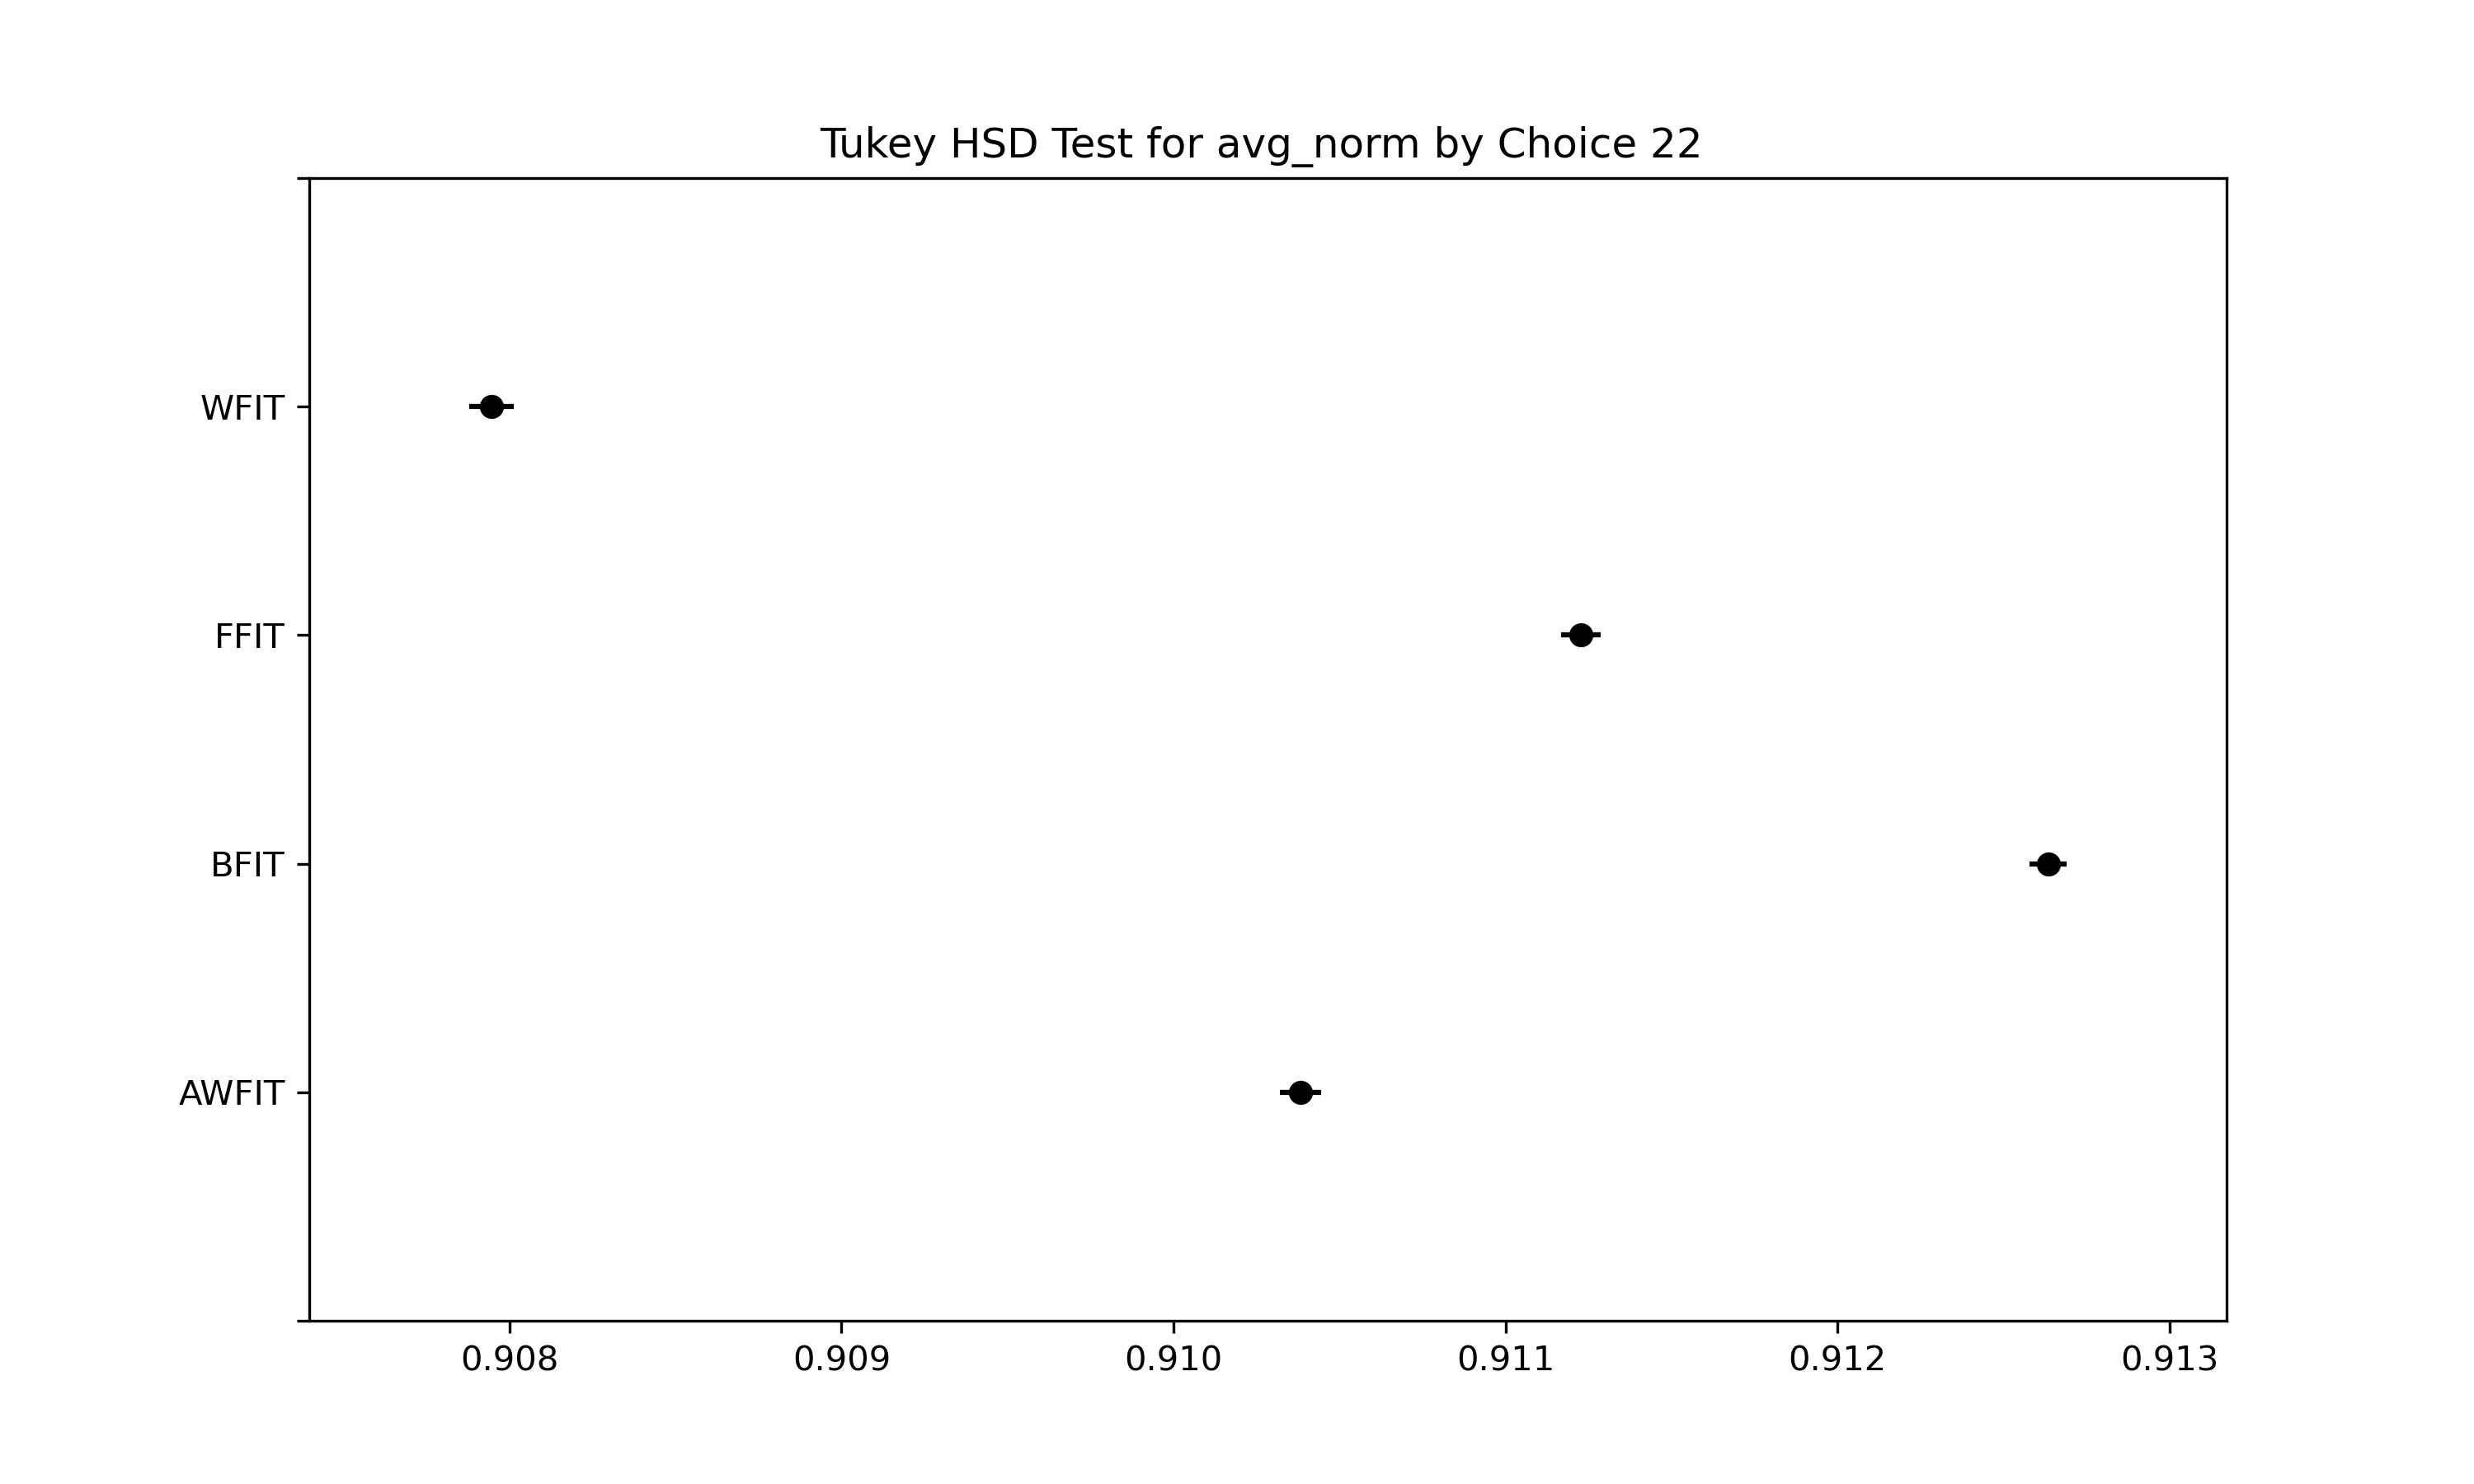 Tukey HSD Test for avg_norm by Choice 22
WFIT
FFIT
BFIT
AWFIT
0.908 0.909 0.910 0.911 0.912 0.913